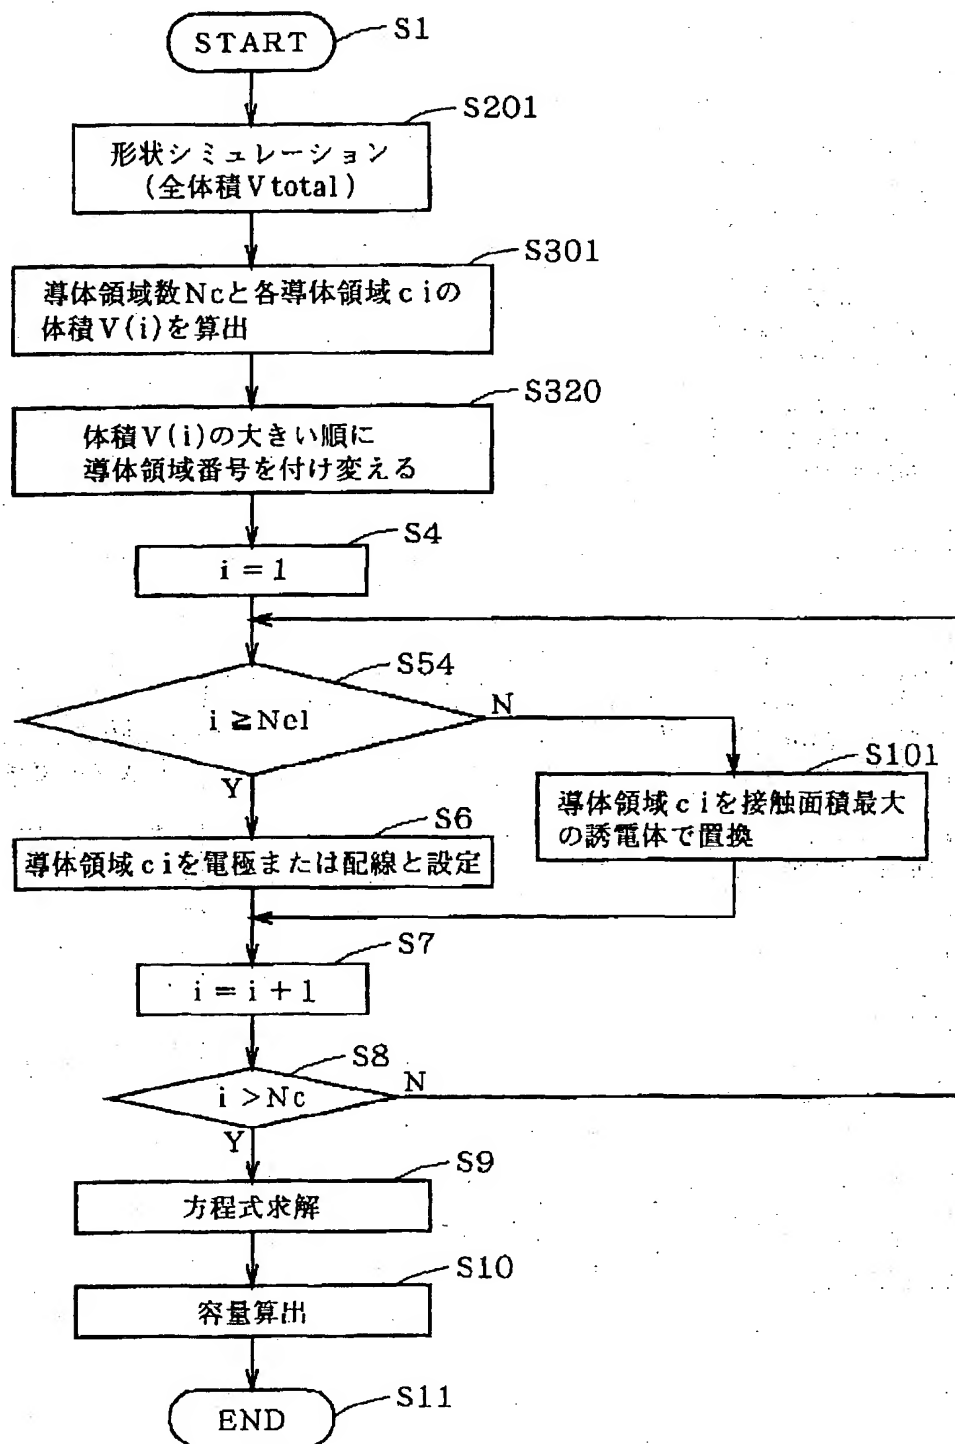 START
S1
S201
形状シミュレーション
(全体積Vtotal)
S301
導体領域数Ncと各導体領域ciの
体積V(i)を算出
S320
体積V(i)の大きい順に
導体領域番号を付け変える
S4
i = 1
S54
i ≧Ncl
N
Y
S101
導体領域ciを接触面積最大
の誘電体で置換
S6
導体領域ciを電極または配線と設定
S7
i = i + 1
S8
i >Nc
N
Y
S9
方程式求解
S10
容量算出
S11
END